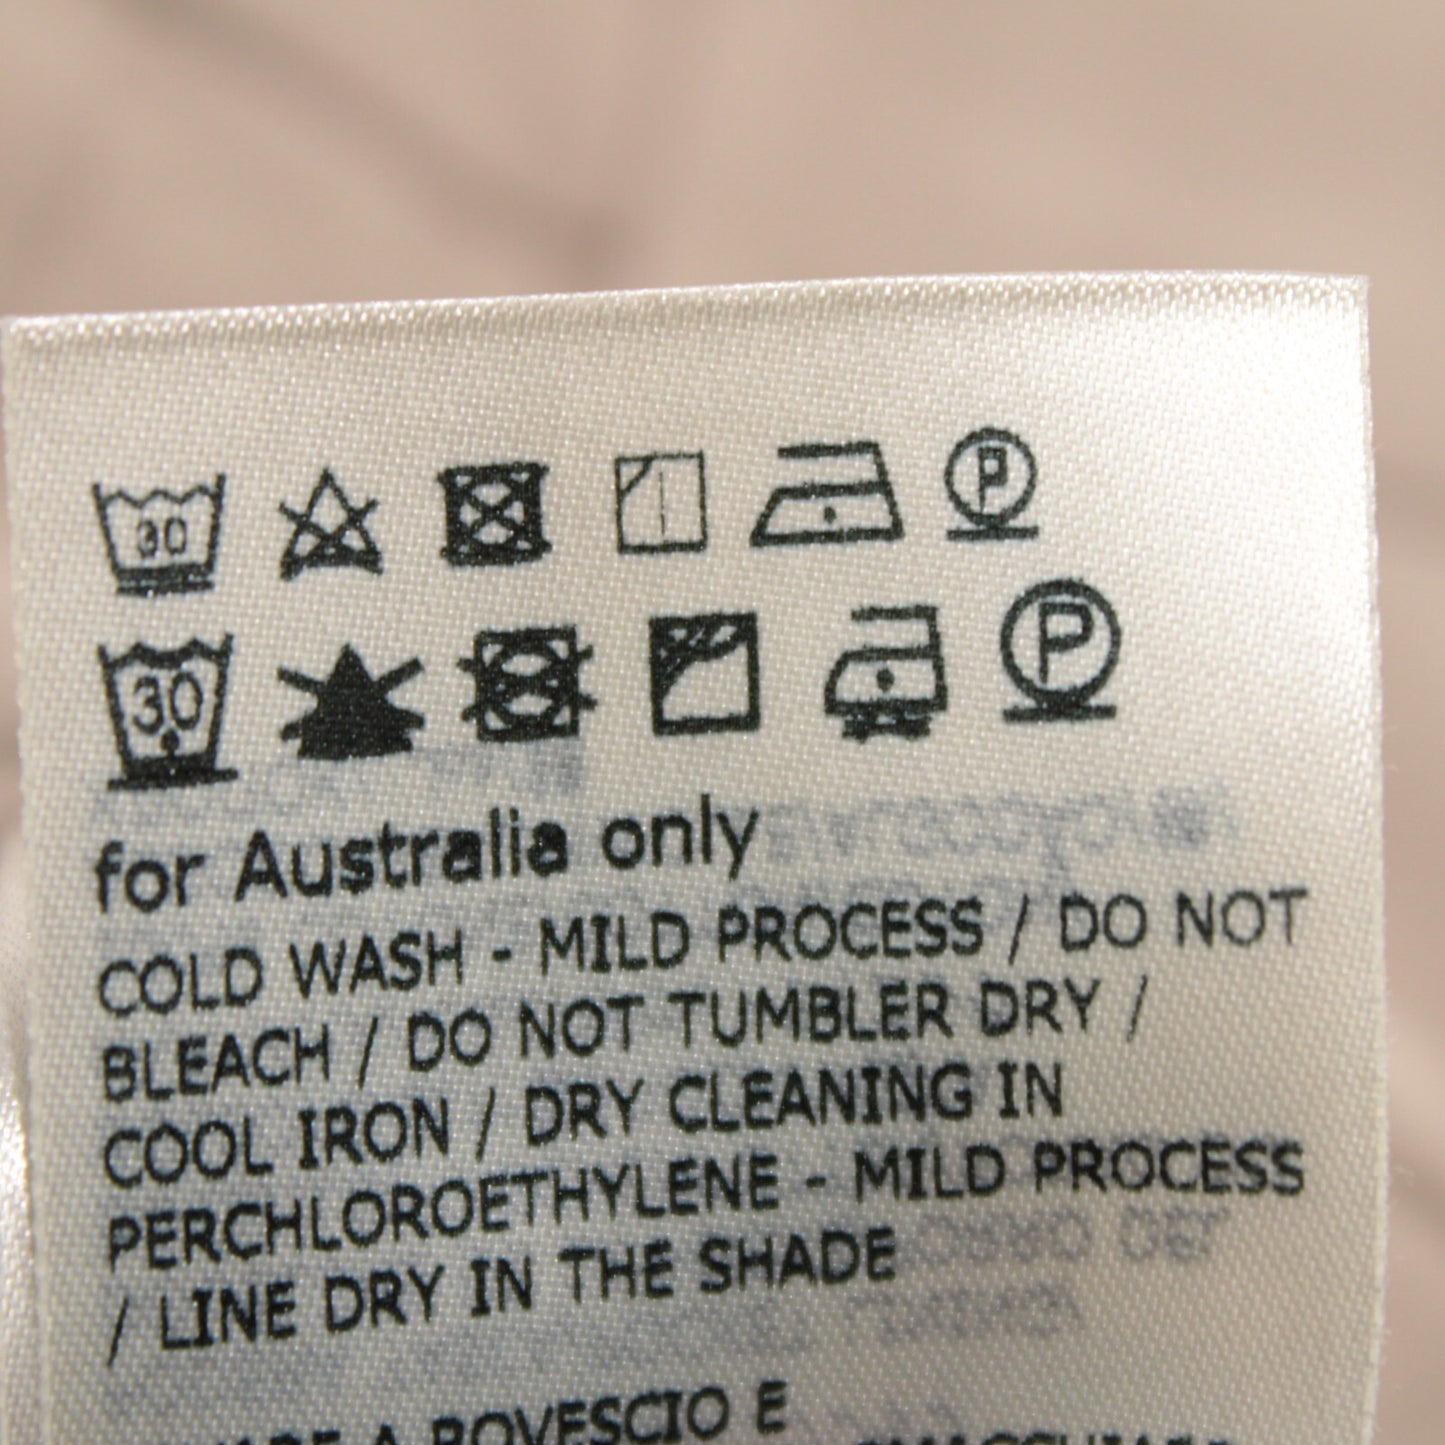 30 P
30 P
for Australia only
COLD WASH - MILD PROCESS / DO NOT
BLEACH / DO NOT TUMBLER DRY /
COOL IRON / DRY CLEANING IN
PERCHLOROETHYLENE - MILD PROCESS
/ LINE DRY IN THE SHADE
A ROVESCIO E